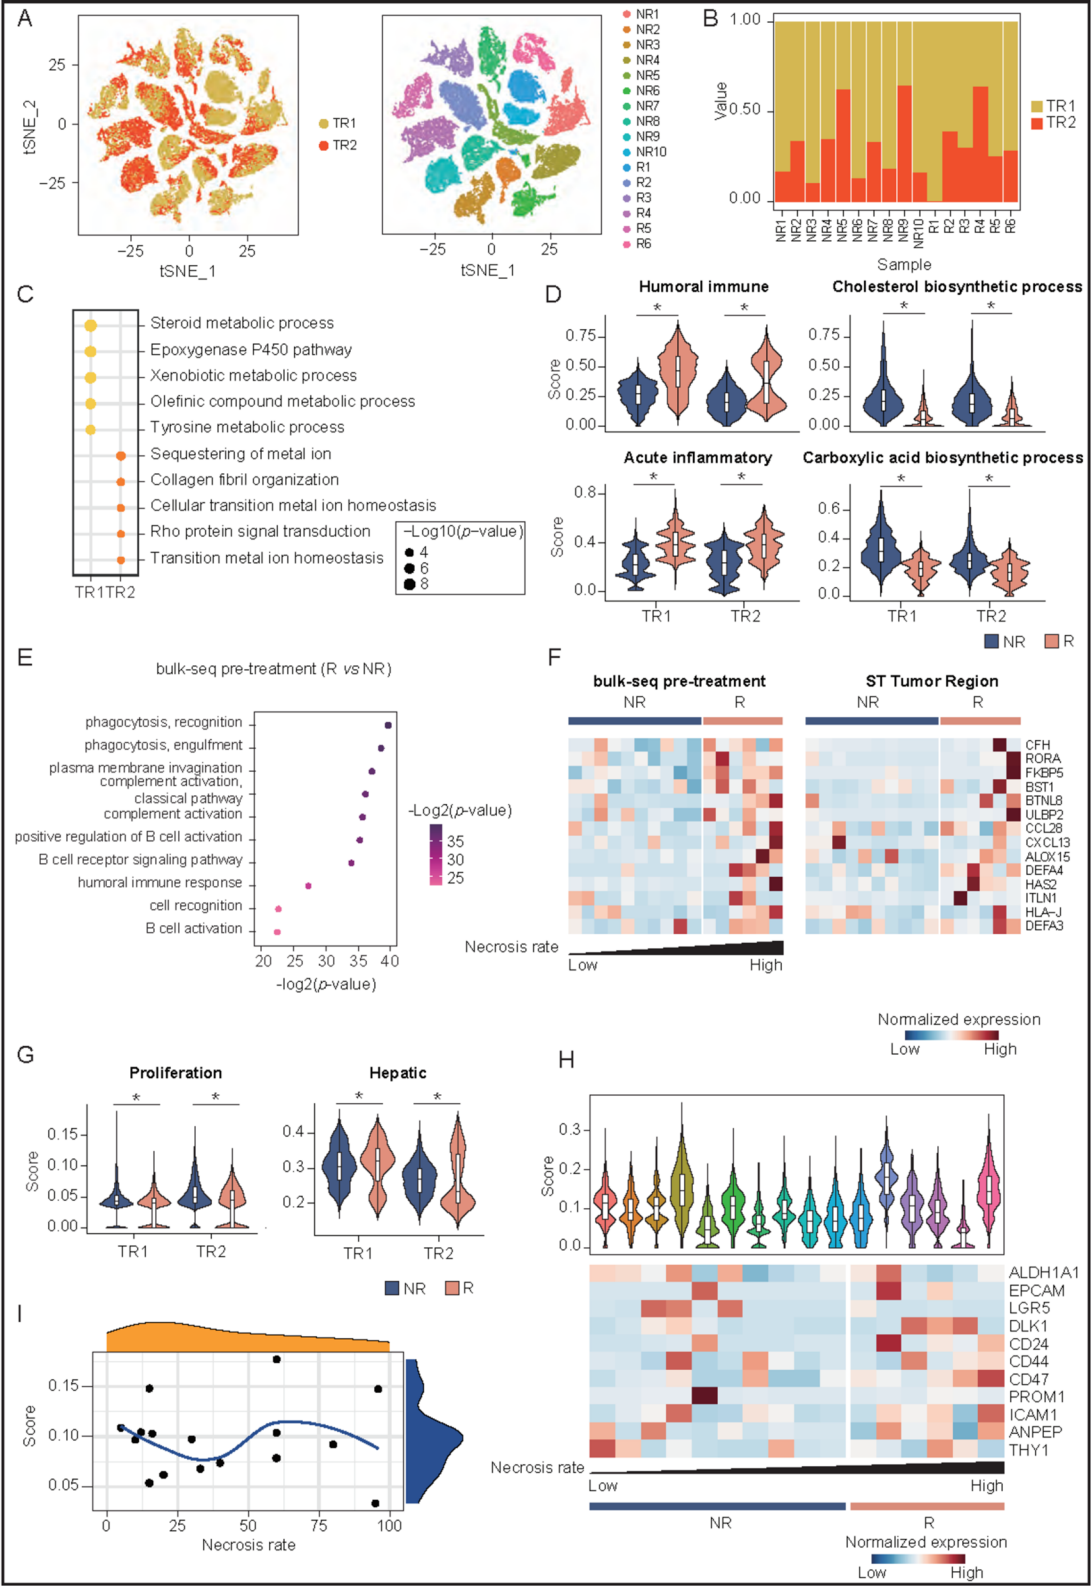 A
25
0
−25
tSNE_2
−25
0
25
tSNE_1
TR1
TR2
−25
0
25
tSNE_1
NR1
NR2
NR3
NR4
NR5
NR6
NR7
NR8
NR9
NR10
R1
R2
R3
R4
R5
R6
B
1.00
0.50
0.00
Value
NR1
NR2
NR3
NR4
NR5
NR6
NR7
NR8
NR9
NR10
R1
R2
R3
R4
R5
R6
Sample
TR1
TR2
C
Steroid metabolic process
Epoxygenase P450 pathway
Xenobiotic metabolic process
Olefinic compound metabolic process
Tyrosine metabolic process
Sequestering of metal ion
Collagen fibril organization
Cellular transition metal ion homeostasis
Rho protein signal transduction
Transition metal ion homeostasis
TR1TR2
−Log10(p−value)
4
6
8
D
Humoral immune
* *
0.75
0.50
0.25
0.00
Score
Cholesterol biosynthetic process
* *
0.75
0.50
0.25
0.00
Acute inflammatory
* *
0.8
0.4
0.0
Score
TR1 TR2
Carboxylic acid biosynthetic process
* *
0.6
0.4
0.2
0.0
TR1 TR2
NR R
E
bulk-seq pre-treatment (R vs NR)
phagocytosis, recognition
phagocytosis, engulfment
plasma membrane invagination
complement activation,
classical pathway
complement activation
positive regulation of B cell activation
B cell receptor signaling pathway
humoral immune response
cell recognition
B cell activation
20 25 30 35 40
-log2(p-value)
-Log2(p-value)
35
30
25
F
bulk-seq pre-treatment
NR R
ST Tumor Region
NR R
CFH
RORA
FKBP5
BST1
BTNL8
ULBP2
CCL28
CXCL13
ALOX15
DEFA4
HAS2
ITLN1
HLA−J
DEFA3
Necrosis rate
Low High
Normalized expression
Low High
G
Proliferation
* *
0.15
0.10
0.05
0.00
Score
TR1 TR2
Hepatic
* *
0.4
0.3
0.2
TR1 TR2
NR R
H
0.3
0.2
0.1
0.0
Score
ALDH1A1
EPCAM
LGR5
DLK1
CD24
CD44
CD47
PROM1
ICAM1
ANPEP
THY1
Necrosis rate
Low High
NR R
Normalized expression
Low High
I
0.15
0.10
0.05
Score
0 25 50 75 100
Necrosis rate